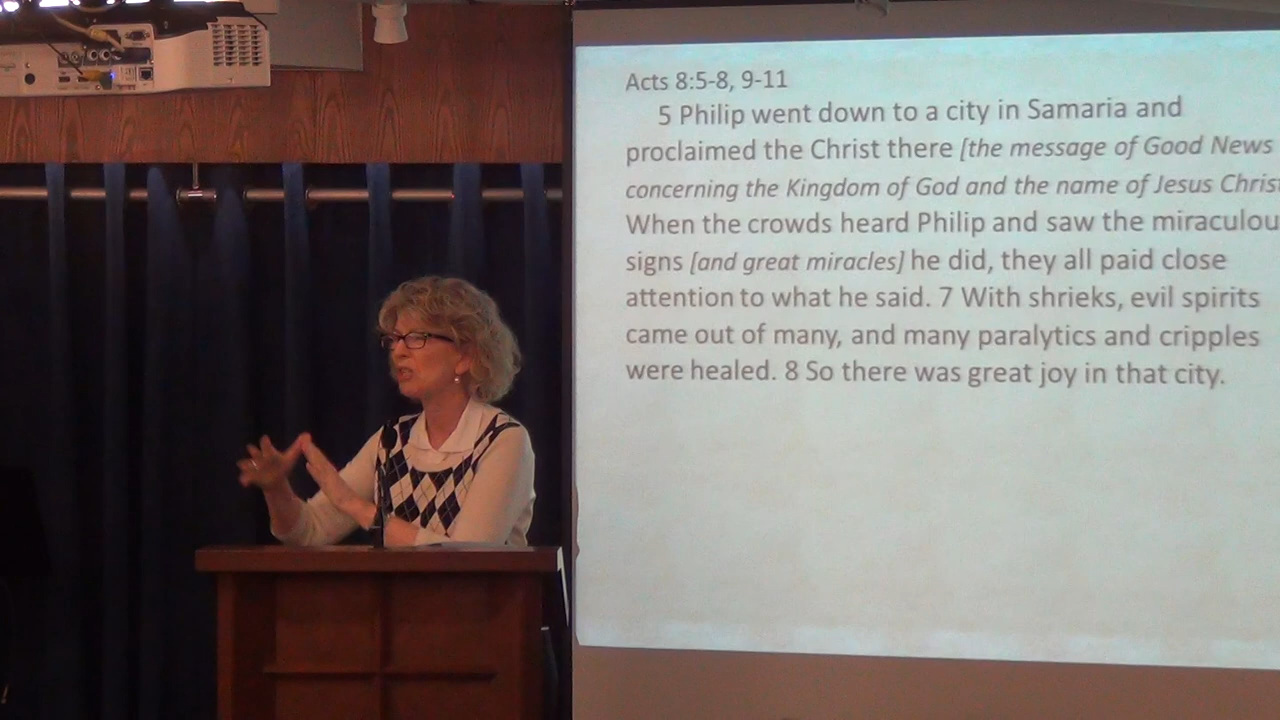 Acts 8:5-8, 9-11
5 Philip went down to a city in Samaria and
proclaimed the Christ there [the message of Good News
concerning the Kingdom of God and the name of Jesus Christ
When the crowds heard Philip and saw the miraculou
signs [and great miracles] he did, they all paid close
attention to what he said. 7 With shrieks, evil spirits
came out of many, and many paralytics and cripples
were healed. 8 So there was great joy in that city.